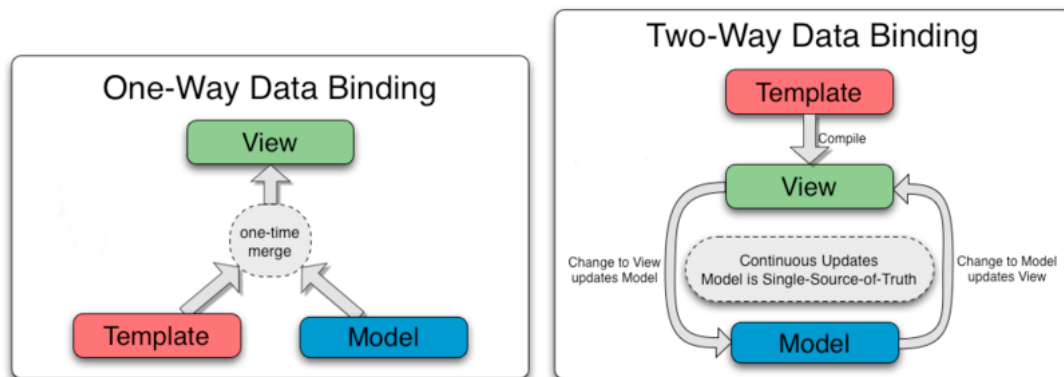 One-Way Data Binding
View
one-time
merge
Template
Model
Two-Way Data Binding
Template
Compile
View
Change to View
updates Model
Continuous Updates
Model is Single-Source-of-Truth
Change to Model
updates View
Model